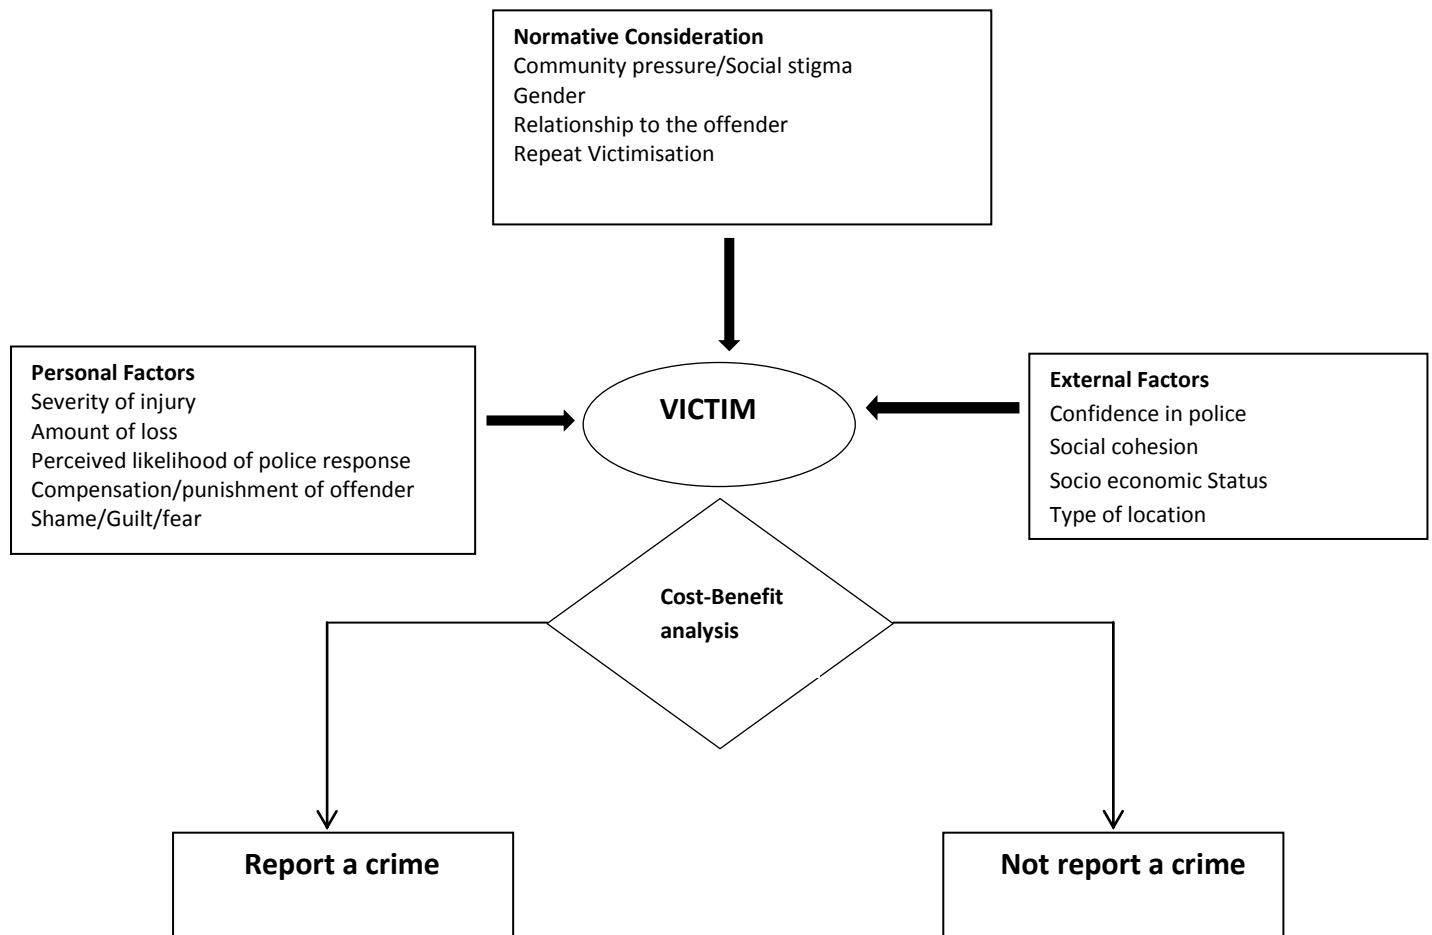 Normative Consideration
Community pressure/Social stigma
Gender
Relationship to the offender
Repeat Victimisation
Personal Factors
Severity of injury
Amount of loss
Perceived likelihood of police response
Compensation/punishment of offender
Shame/Guilt/fear
VICTIM
External Factors
Confidence in police
Social cohesion
Socio economic Status
Type of location
Cost-Benefit
analysis
Report a crime
Not report a crime